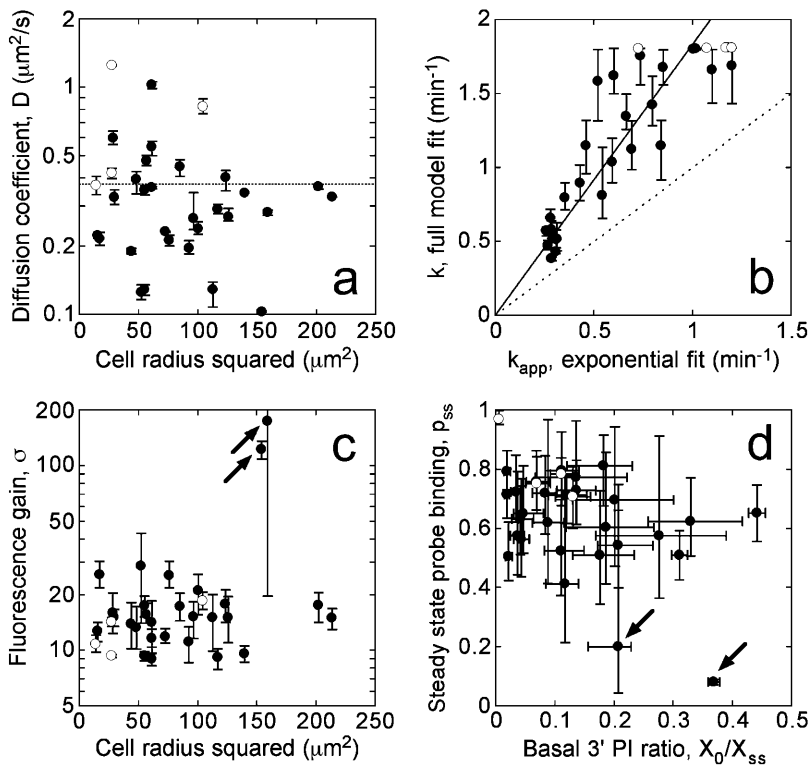 2
1
0.5
0.2
0.1
0 50 100 150 200 250
Diffusion coefficient, D (μm²/s)
Cell radius squared (μm²)
a
2
1.5
1
0.5
0
0 0.5 1 1.5
k, full model fit (min⁻¹)
k_app, exponential fit (min⁻¹)
b
200
100
50
20
10
5
0 50 100 150 200 250
Fluorescence gain, σ
Cell radius squared (μm²)
c
1
0.8
0.6
0.4
0.2
0
0 0.1 0.2 0.3 0.4 0.5
Steady state probe binding, p_ss
Basal 3' PI ratio, X₀/X_ss
d